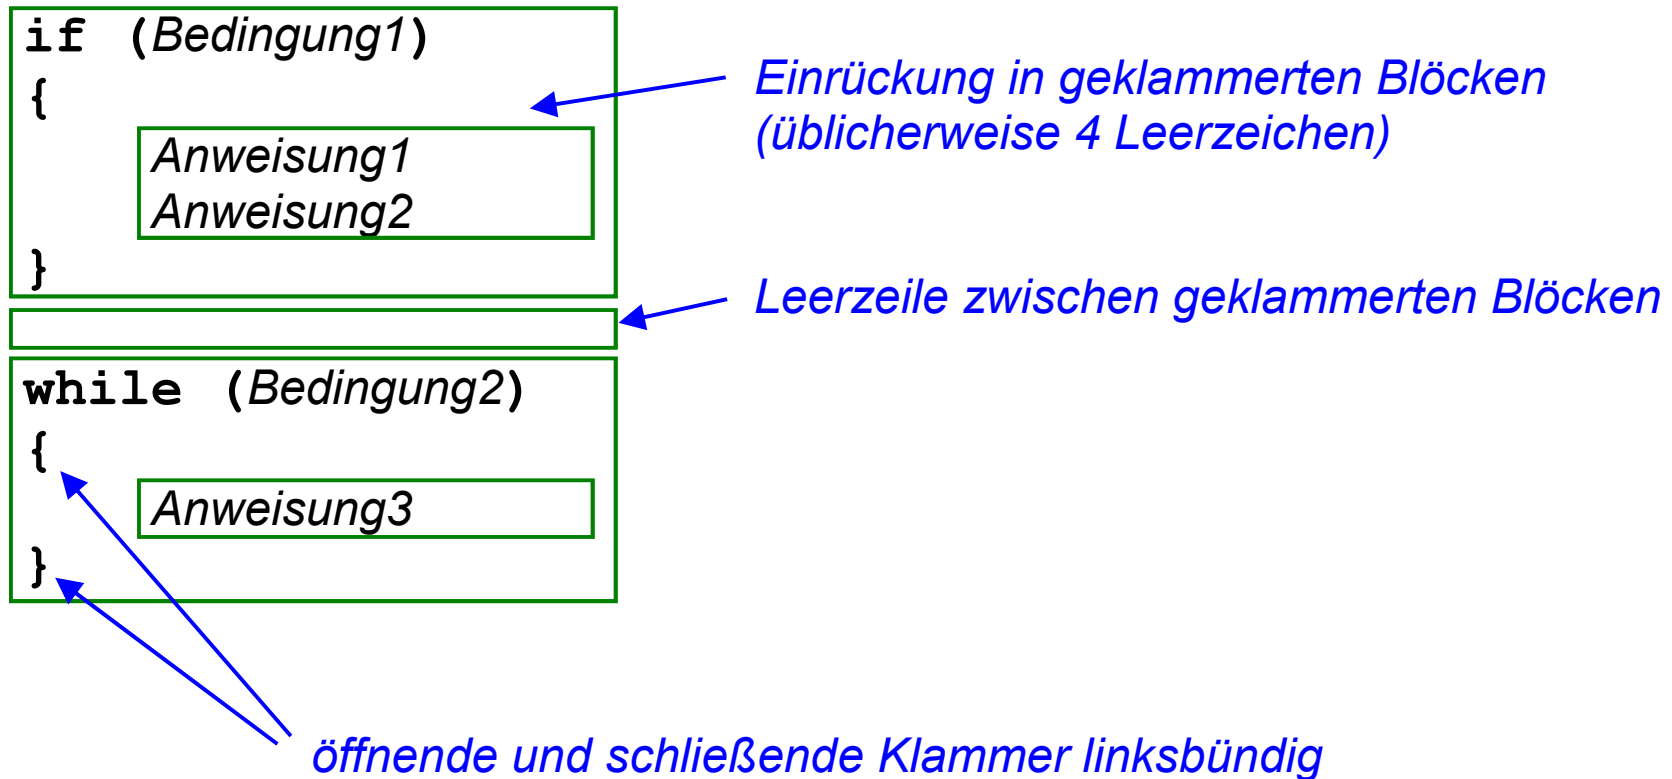 if (Bedingung1)
{
Einrückung in geklammerten Blöcken
(üblicherweise 4 Leerzeichen)
Anweisung1
Anweisung2
}
Leerzeile zwischen geklammerten Blöcken
while (Bedingung2)
{
Anweisung3
}
öffnende und schließende Klammer linksbündig